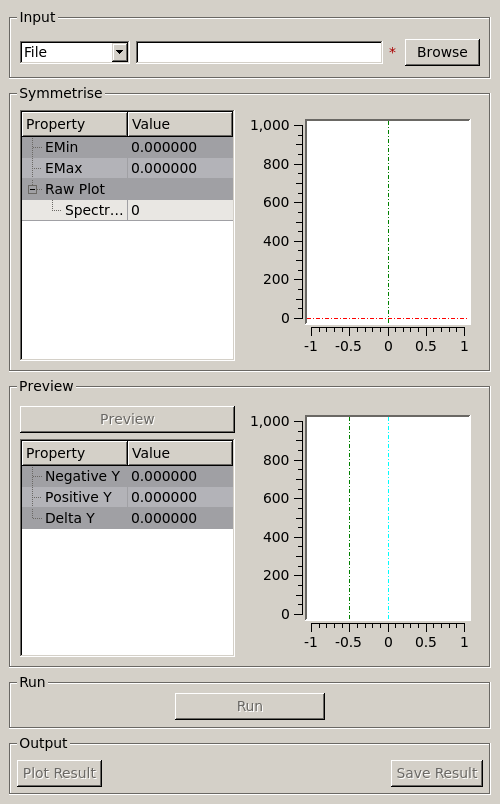 Input
File * Browse
Symmetrise
Property Value
EMin 0.000000
EMax 0.000000
Raw Plot
Spectr... 0
1,000
800
600
400
200
0
-1 -0.5 0 0.5 1
Preview
Preview
Property Value
Negative Y 0.000000
Positive Y 0.000000
Delta Y 0.000000
1,000
800
600
400
200
0
-1 -0.5 0 0.5 1
Run
Run
Output
Plot Result Save Result